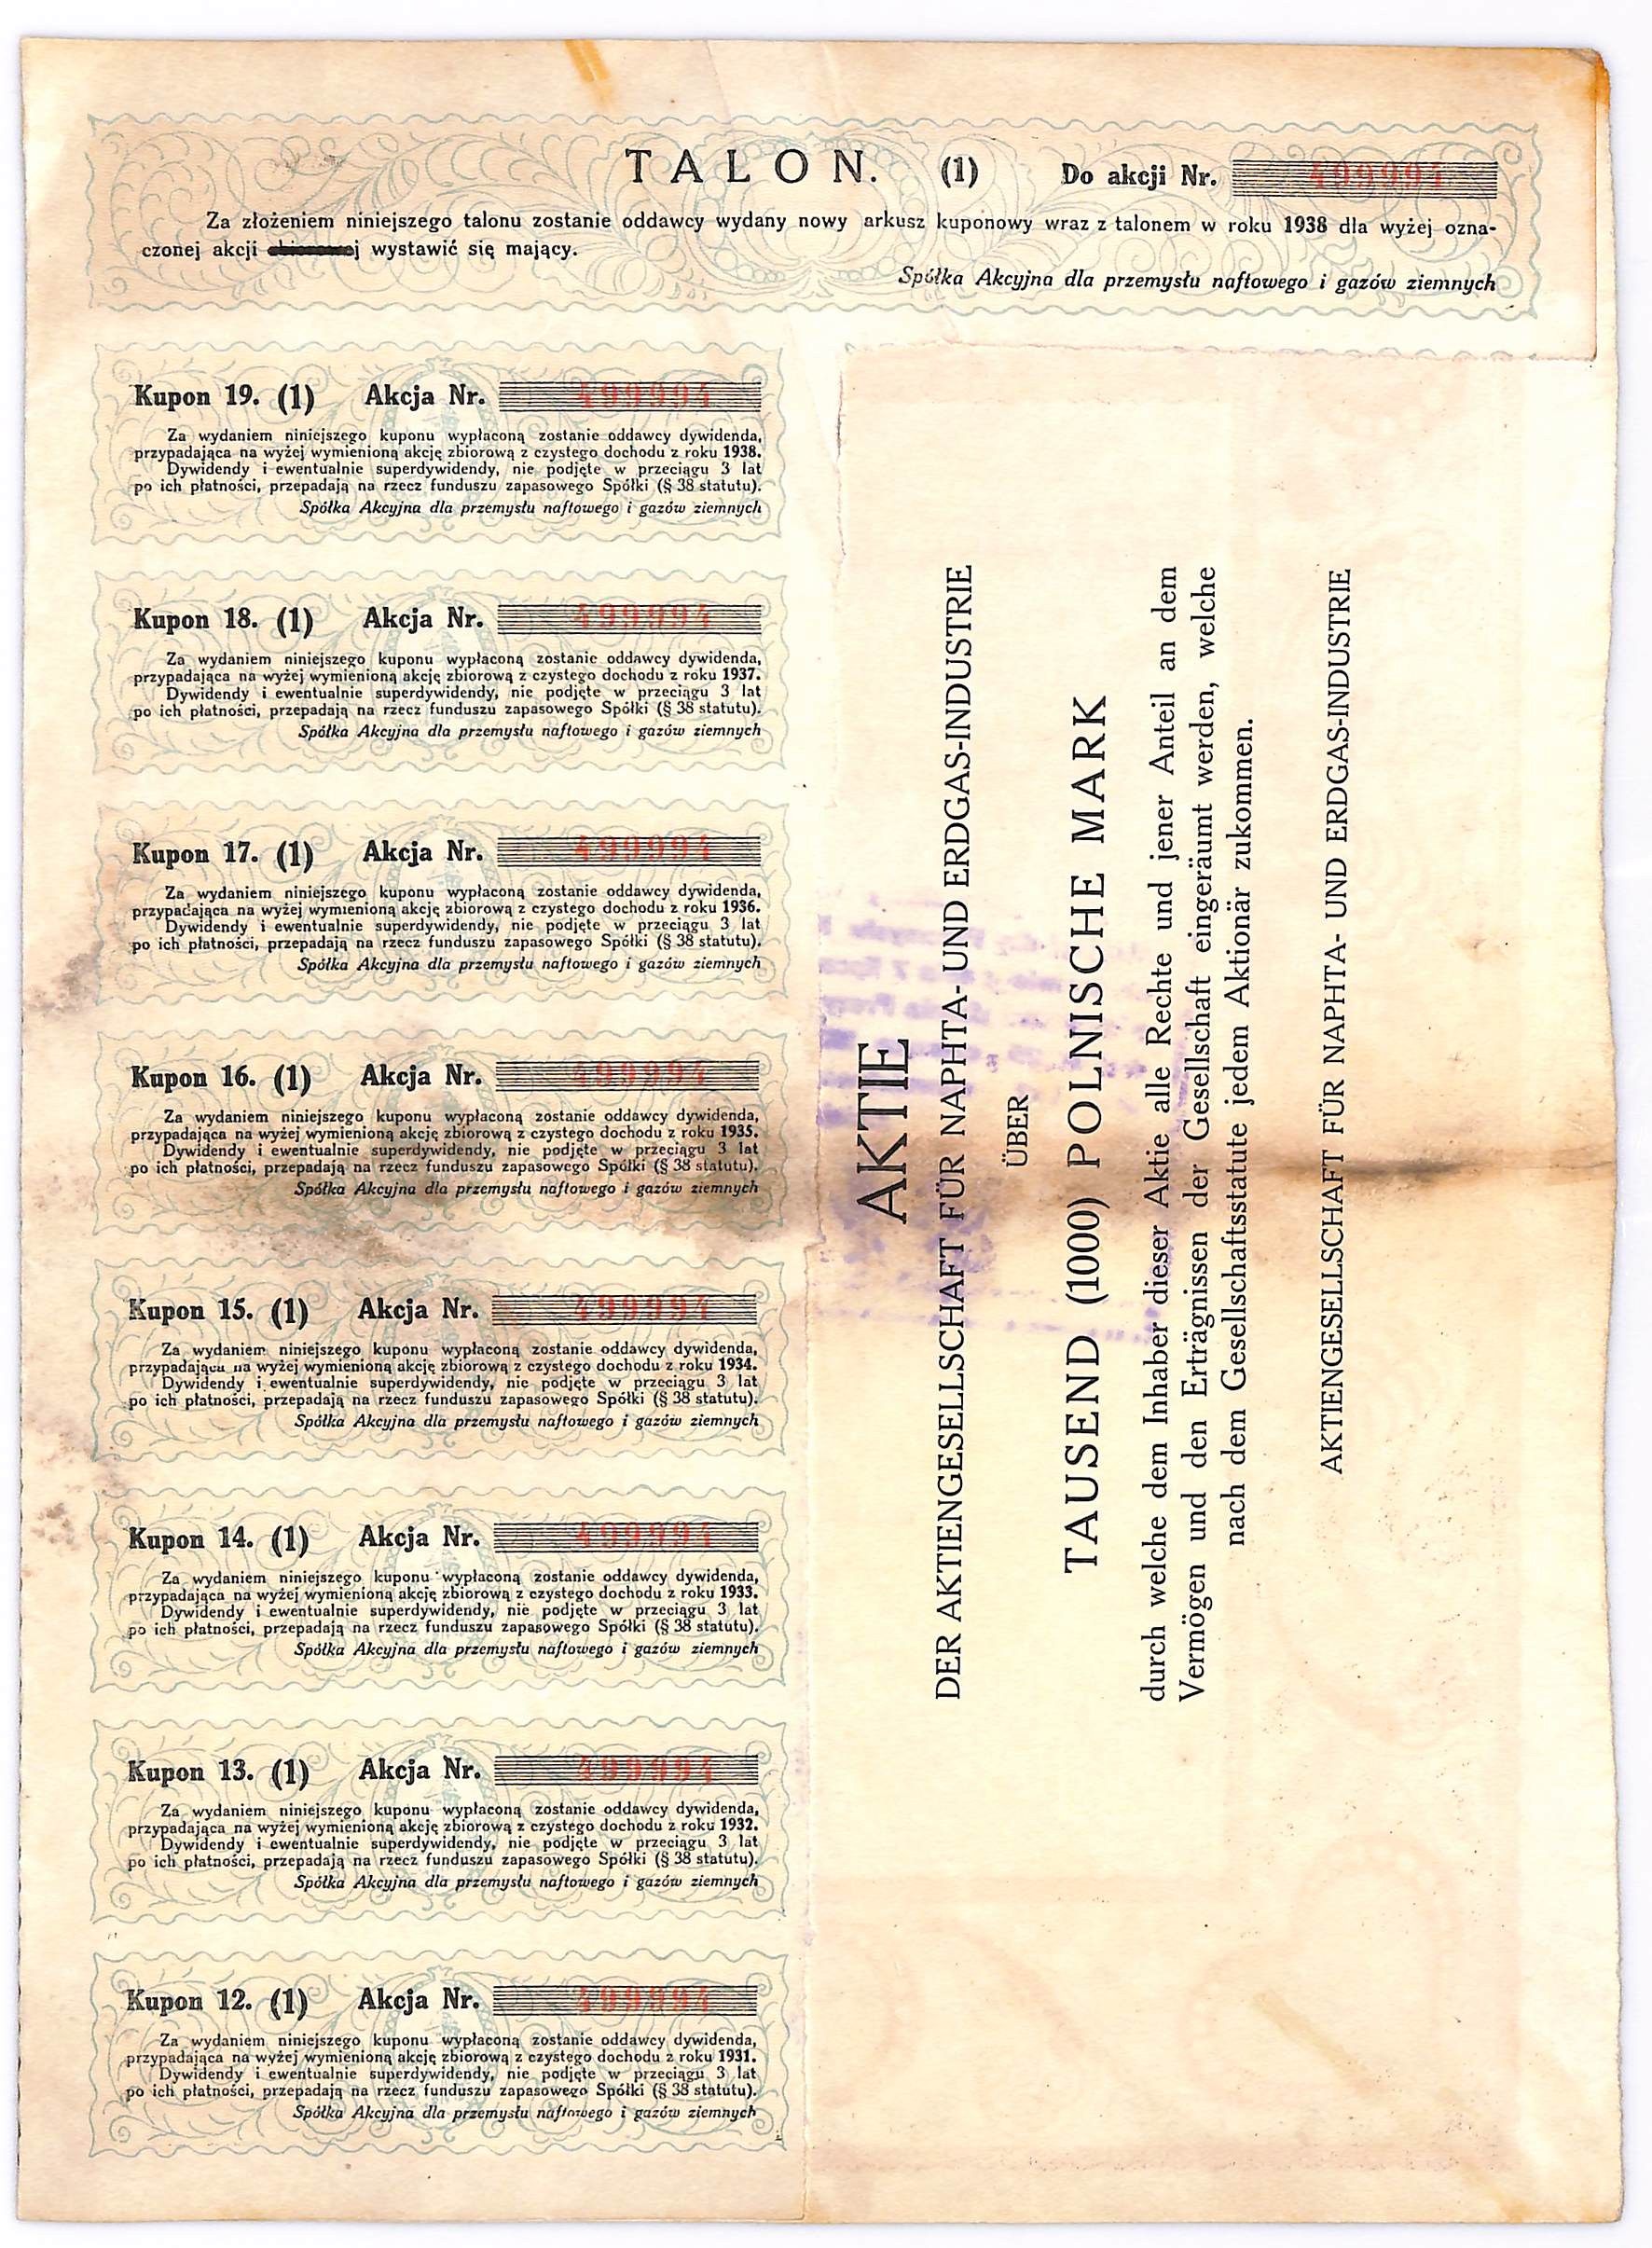 TALON. (1) Do akcji Nr. 499994
Za złożeniem niniejszego talonu zostanie oddawcy wydany nowy arkusz kuponowy wraz z talonem w roku 1938 dla wyżej ozna-
czonej akcji zbiorowej wystawić się mający.
Spółka Akcyjna dla przemysłu naftowego i gazów ziemnych
Kupon 19. (1) Akcja Nr. 499994
Za wydaniem niniejszego kuponu wypłaconą zostanie oddawcy dywidenda,
przypadająca na wyżej wymienioną akcję zbiorową z czystego dochodu z roku 1938.
Dywidendy i ewentualnie superdywidendy, nie podjęte w przeciągu 3 lat
po ich płatności, przepadają na rzecz funduszu zapasowego Spółki (§ 38 statutu).
Spółka Akcyjna dla przemysłu naftowego i gazów ziemnych
Kupon 18. (1) Akcja Nr. 499994
Za wydaniem niniejszego kuponu wypłaconą zostanie oddawcy dywidenda,
przypadająca na wyżej wymienioną akcję zbiorową z czystego dochodu z roku 1937.
Dywidendy i ewentualnie superdywidendy, nie podjęte w przeciągu 3 lat
po ich płatności, przepadają na rzecz funduszu zapasowego Spółki (§ 38 statutu).
Spółka Akcyjna dla przemysłu naftowego i gazów ziemnych
Kupon 17. (1) Akcja Nr. 499994
Za wydaniem niniejszego kuponu wypłaconą zostanie oddawcy dywidenda,
przypadająca na wyżej wymienioną akcję zbiorową z czystego dochodu z roku 1936.
Dywidendy i ewentualnie superdywidendy, nie podjęte w przeciągu 3 lat
po ich płatności, przepadają na rzecz funduszu zapasowego Spółki (§ 38 statutu).
Spółka Akcyjna dla przemysłu naftowego i gazów ziemnych
Kupon 16. (1) Akcja Nr. 499994
Za wydaniem niniejszego kuponu wypłaconą zostanie oddawcy dywidenda,
przypadająca na wyżej wymienioną akcję zbiorową z czystego dochodu z roku 1935.
Dywidendy i ewentualnie superdywidendy, nie podjęte w przeciągu 3 lat
po ich płatności, przepadają na rzecz funduszu zapasowego Spółki (§ 38 statutu).
Spółka Akcyjna dla przemysłu naftowego i gazów ziemnych
Kupon 15. (1) Akcja Nr. 499994
Za wydaniem niniejszego kuponu wypłaconą zostanie oddawcy dywidenda,
przypadająca na wyżej wymienioną akcję zbiorową z czystego dochodu z roku 1934.
Dywidendy i ewentualnie superdywidendy, nie podjęte w przeciągu 3 lat
po ich płatności, przepadają na rzecz funduszu zapasowego Spółki (§ 38 statutu).
Spółka Akcyjna dla przemysłu naftowego i gazów ziemnych
Kupon 14. (1) Akcja Nr. 499994
Za wydaniem niniejszego kuponu wypłaconą zostanie oddawcy dywidenda,
przypadająca na wyżej wymienioną akcję zbiorową z czystego dochodu z roku 1933.
Dywidendy i ewentualnie superdywidendy, nie podjęte w przeciągu 3 lat
po ich płatności, przepadają na rzecz funduszu zapasowego Spółki (§ 38 statutu).
Spółka Akcyjna dla przemysłu naftowego i gazów ziemnych
Kupon 13. (1) Akcja Nr. 499994
Za wydaniem niniejszego kuponu wypłaconą zostanie oddawcy dywidenda,
przypadająca na wyżej wymienioną akcję zbiorową z czystego dochodu z roku 1932.
Dywidendy i ewentualnie superdywidendy, nie podjęte w przeciągu 3 lat
po ich płatności, przepadają na rzecz funduszu zapasowego Spółki (§ 38 statutu).
Spółka Akcyjna dla przemysłu naftowego i gazów ziemnych
Kupon 12. (1) Akcja Nr. 499994
Za wydaniem niniejszego kuponu wypłaconą zostanie oddawcy dywidenda,
przypadająca na wyżej wymienioną akcję zbiorową z czystego dochodu z roku 1931.
Dywidendy i ewentualnie superdywidendy, nie podjęte w przeciągu 3 lat
po ich płatności, przepadają na rzecz funduszu zapasowego Spółki (§ 38 statutu).
Spółka Akcyjna dla przemysłu naftowego i gazów ziemnych
AKTIE
DER AKTIENGESELLSCHAFT FÜR NAPHTA- UND ERDGAS-INDUSTRIE
ÜBER
TAUSEND (1000) POLNISCHE MARK
durch welche dem Inhaber dieser Aktie alle Rechte und jener Anteil an dem
Vermögen und den Erträgnissen der Gesellschaft eingeräumt werden, welche
nach dem Gesellschaftsstatute jedem Aktionär zukommen.
AKTIENGESELLSCHAFT FÜR NAPHTA- UND ERDGAS-INDUSTRIE